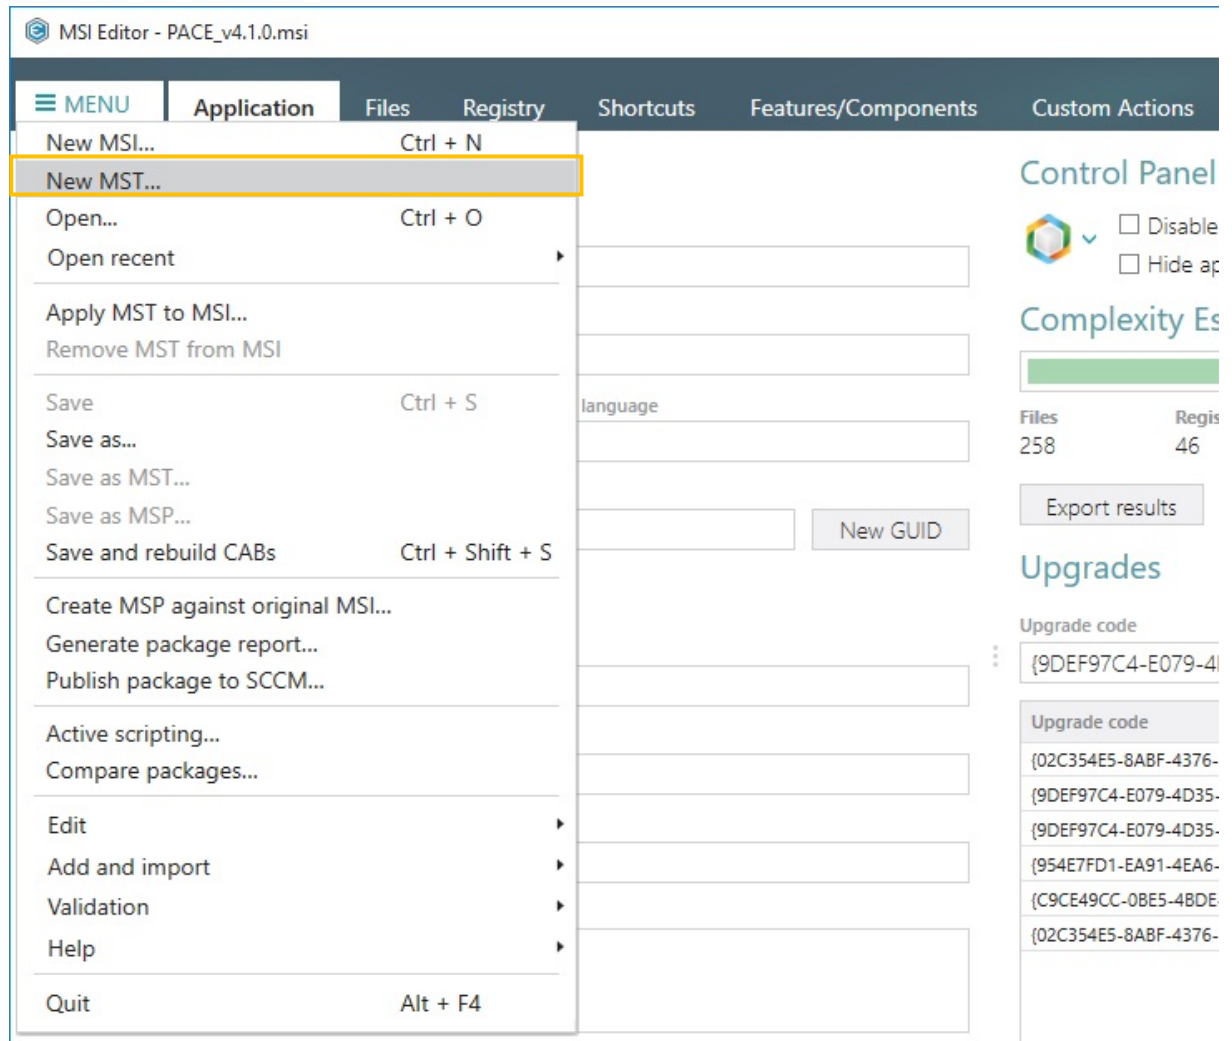 MSI Editor - PACE_v4.1.0.msi
MENU Application Files Registry Shortcuts Features/Components Custom Actions
New MSI... Ctrl + N
New MST...
Open... Ctrl + O
Open recent
Apply MST to MSI...
Remove MST from MSI
Save Ctrl + S
Save as...
Save as MST...
Save as MSP...
Save and rebuild CABs Ctrl + Shift + S
Create MSP against original MSI...
Generate package report...
Publish package to SCCM...
Active scripting...
Compare packages...
Edit
Add and import
Validation
Help
Quit Alt + F4
language
New GUID
Control Panel
Disable
Hide ap
Complexity Es
Files Regis
258 46
Export results
Upgrades
Upgrade code
{9DEF97C4-E079-4
Upgrade code
{02C354E5-8ABF-4376-
{9DEF97C4-E079-4D35-
{9DEF97C4-E079-4D35-
{954E7FD1-EA91-4EA6-
{C9CE49CC-0BE5-4BDE-
{02C354E5-8ABF-4376-